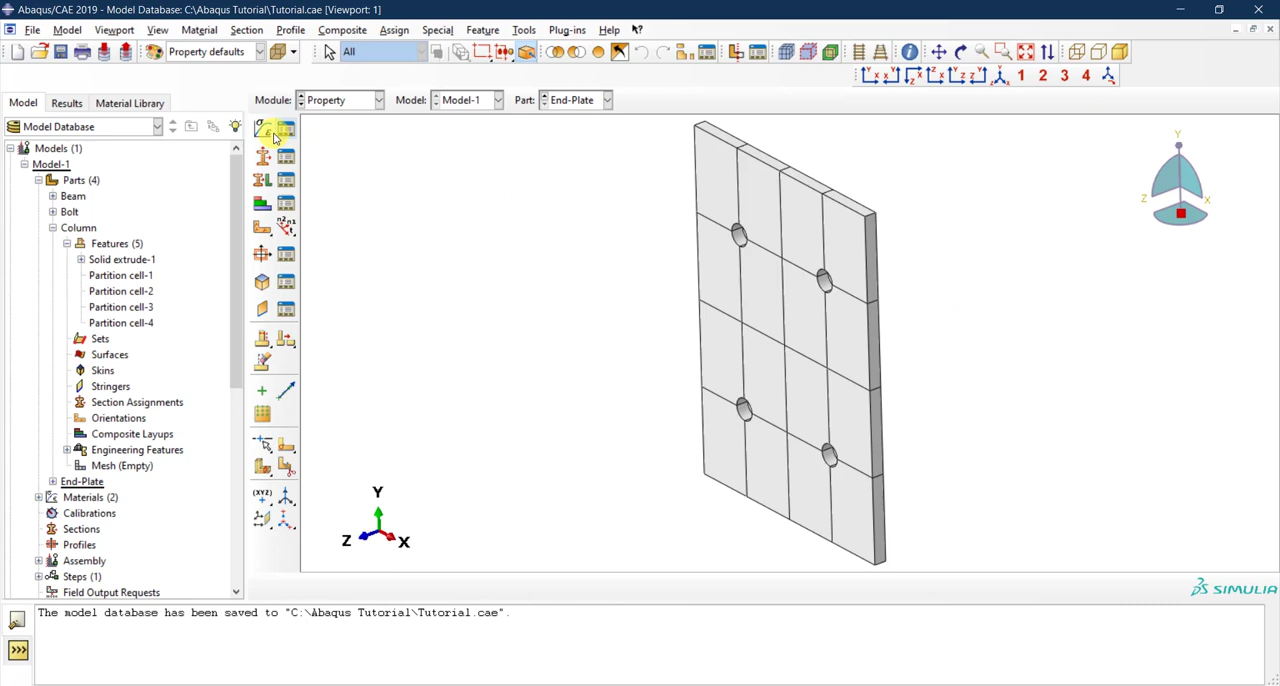 Abaqus/CAE 2019 - Model Database: C:\Abaqus Tutorial\Tutorial.cae [Viewport: 1]
File Model Viewport View Material Section Profile Composite Assign Special Feature Tools Plug-ins Help
Property defaults All
1 2 3 4
Model Results Material Library Module: Property Model: Model-1 Part: End-Plate
Model Database
Models (1)
Model-1
Parts (4)
Beam
Bolt
Column
Features (5)
Solid extrude-1
Partition cell-1
Partition cell-2
Partition cell-3
Partition cell-4
Sets
Surfaces
Skins
Stringers
Section Assignments
Orientations
Composite Layups
Engineering Features
Mesh (Empty)
End-Plate
Materials (2)
Calibrations
Sections
Profiles
Assembly
Steps (1)
Field Output Requests
(XYZ)
Y
Z X
Y
Z X
SIMULIA
The model database has been saved to "C:\Abaqus Tutorial\Tutorial.cae".
>>>